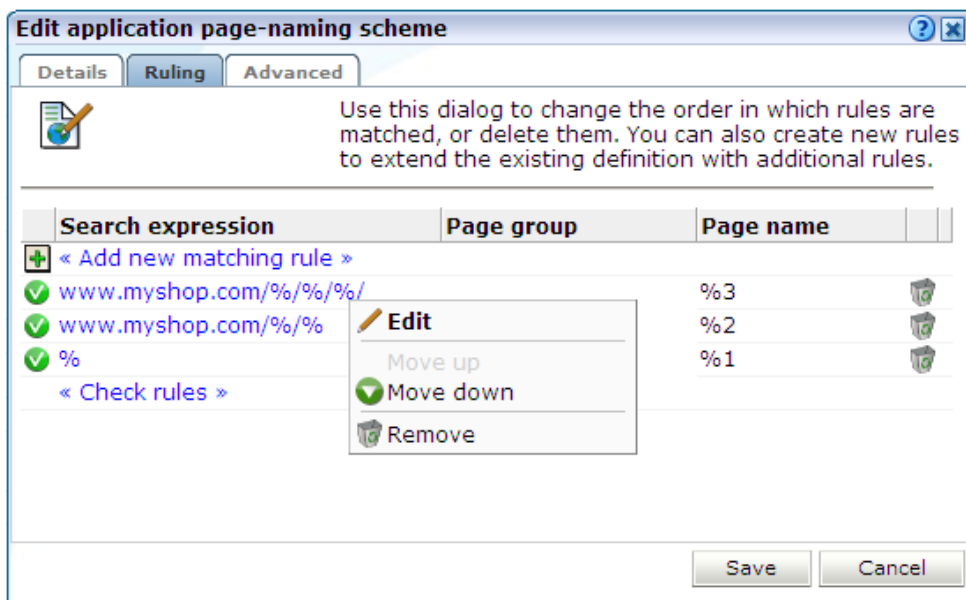 Edit application page-naming scheme
?
Details Ruling Advanced
Use this dialog to change the order in which rules are
matched, or delete them. You can also create new rules
to extend the existing definition with additional rules.
Search expression Page group Page name
« Add new matching rule »
www.myshop.com/%/%/%/ %3
www.myshop.com/%/% %2
% %1
« Check rules »
Edit
Move up
Move down
Remove
Save Cancel